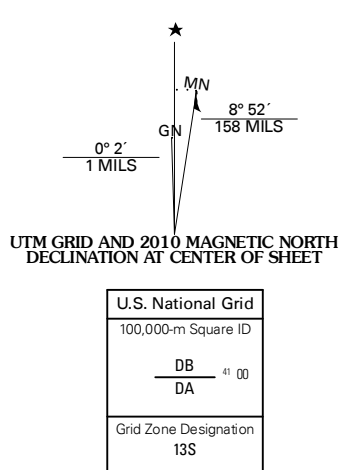 MN
GN
8° 52´
158 MILS
0° 2´
1 MILS
UTM GRID AND 2010 MAGNETIC NORTH
DECLINATION AT CENTER OF SHEET
U.S. National Grid
100,000-m Square ID
DB
41 00
DA
Grid Zone Designation
13S